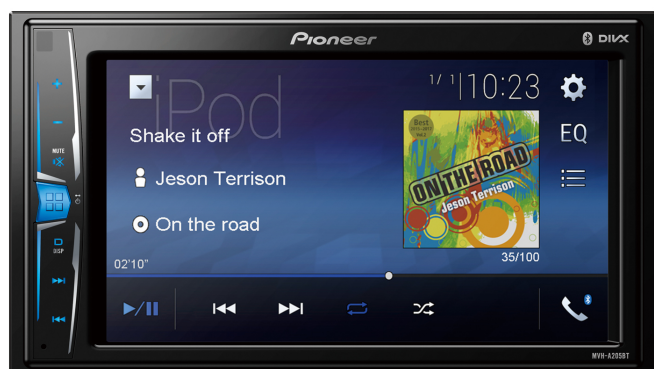 Pioneer
DIVX
iPod
1/ 1
10:23
Shake it off
EQ
Jeson Terrison
On the road
Best
ON THE ROAD
Jeson Terrison
02'10"
35/100
MUTE
DISP
MVH-A205BT